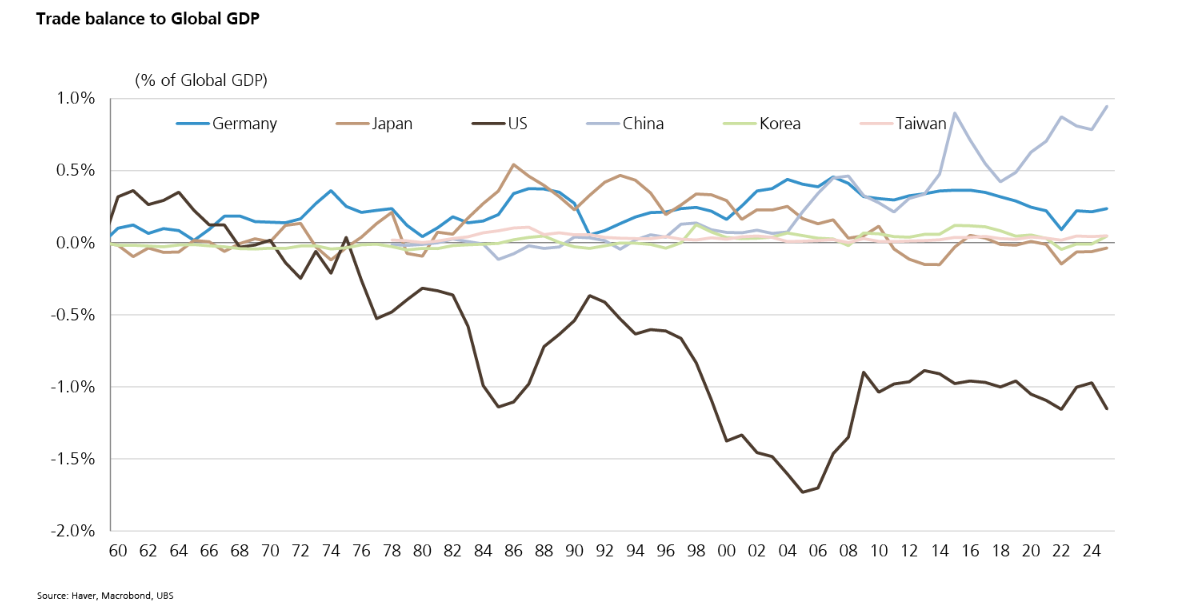 Trade balance to Global GDP
(% of Global GDP)
1.0%
Germany Japan US China Korea Taiwan
0.5%
0.0%
-0.5%
-1.0%
-1.5%
-2.0%
60 62 64 66 68 70 72 74 76 78 80 82 84 86 88 90 92 94 96 98 00 02 04 06 08 10 12 14 16 18 20 22 24
Source: Haver, Macrobond, UBS